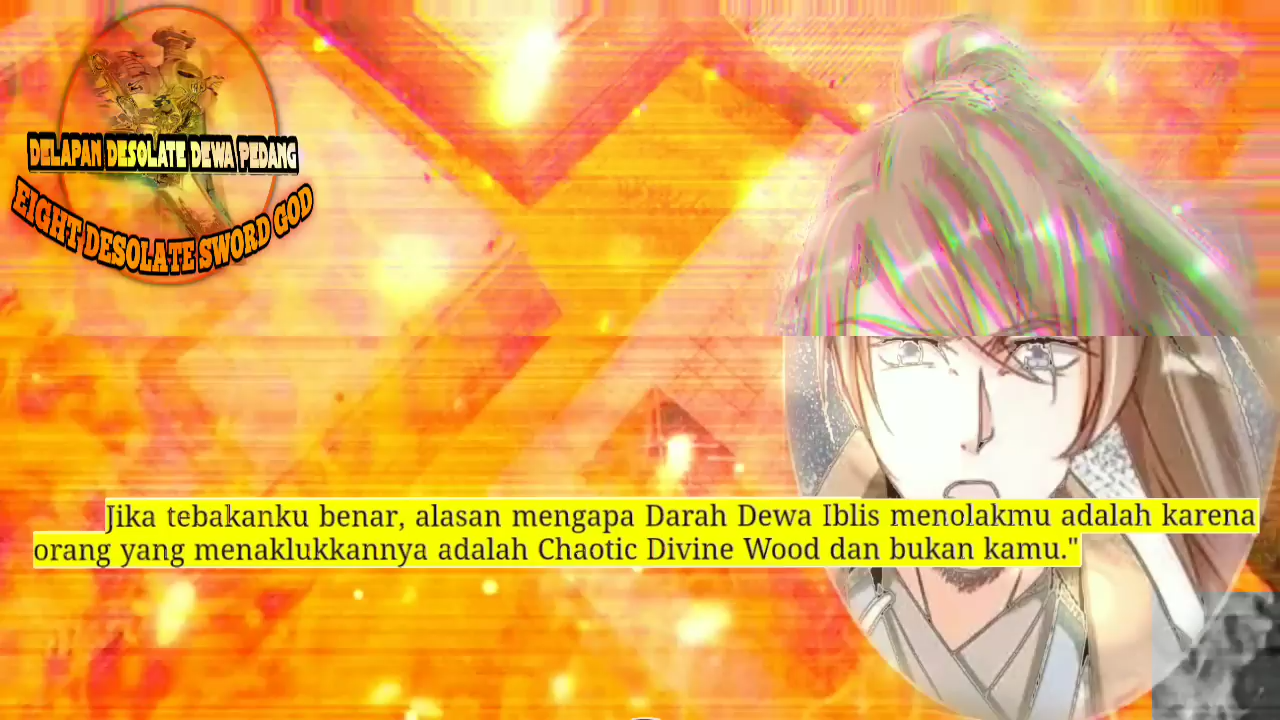 DELAPAN DESOLATE DEWA PEDANG
EIGHT DESOLATE SWORD GOD
Jika tebakanku benar, alasan mengapa Darah Dewa Iblis menolakmu adalah karena
orang yang menaklukkannya adalah Chaotic Divine Wood dan bukan kamu."